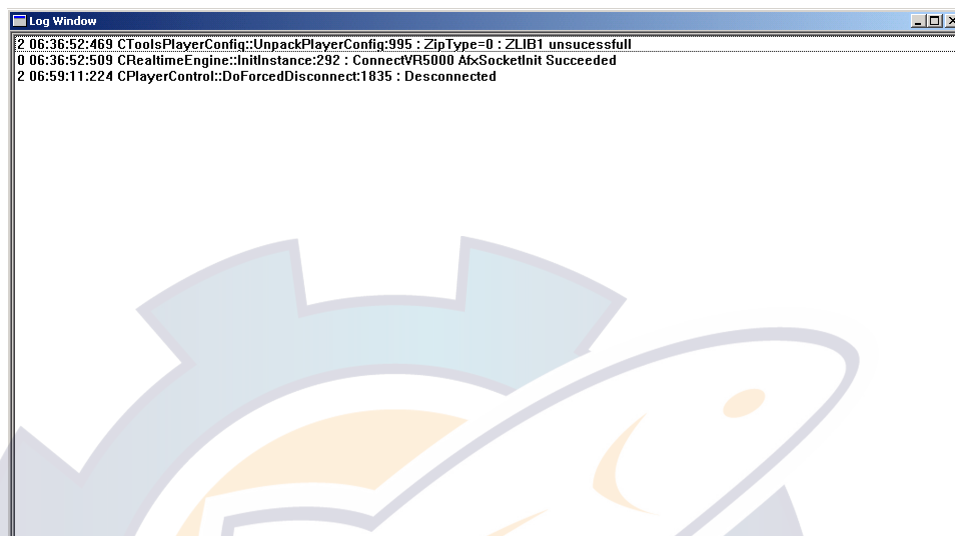 Log Window
2 06:36:52:469 CToolsPlayerConfig::UnpackPlayerConfig:995 : ZipType=0 : ZLIB1 unsucessfull
0 06:36:52:509 CRealtimeEngine::InitInstance:292 : ConnectVR5000 AfxSocketInit Succeeded
2 06:59:11:224 CPlayerControl::DoForcedDisconnect:1835 : Desconnected